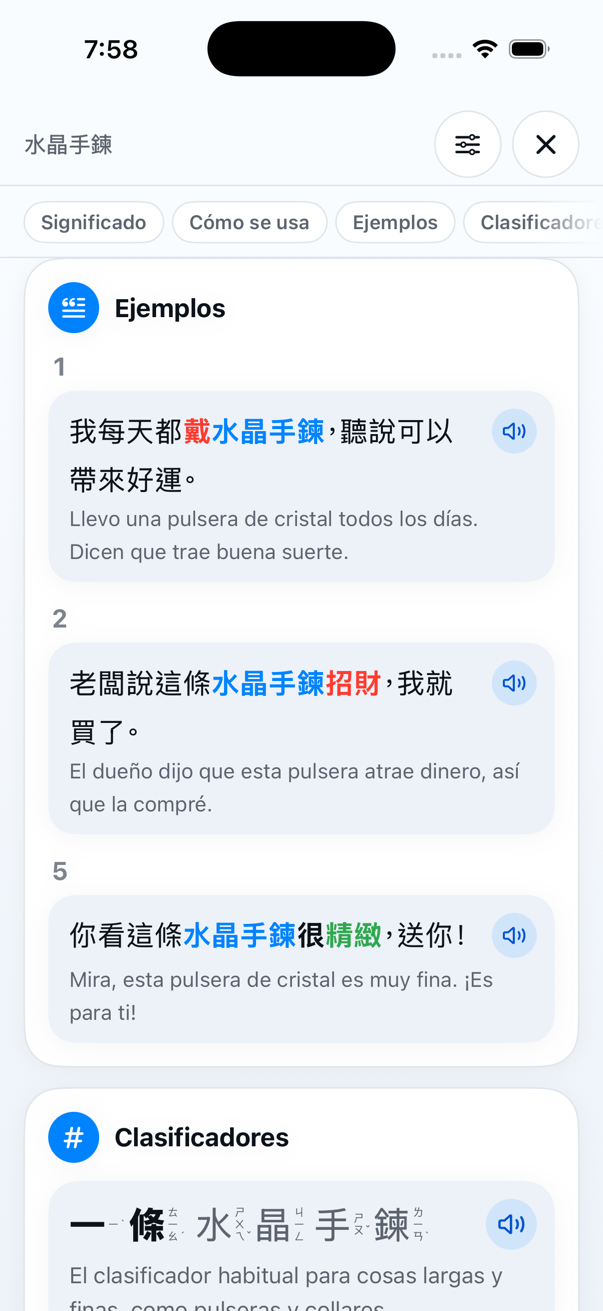 7:58
水晶手鍊
Significado
Cómo se usa
Ejemplos
Ejemplos
1
我每天都戴水晶手鍊，聽說可以
帶來好運。
Llevo una pulsera de cristal todos los días.
Dicen que trae buena suerte.
2
老闆說這條水晶手鍊招財，我就
買了。
El dueño dijo que esta pulsera atrae dinero, así
que la compré.
5
你看這條水晶手鍊很精緻，送你！
Mira, esta pulsera de cristal es muy fina. ¡Es
para ti!
Clasificadores
一條 水晶手鍊
El clasificador habitual para cosas largas y
finas, como pulseras y collares